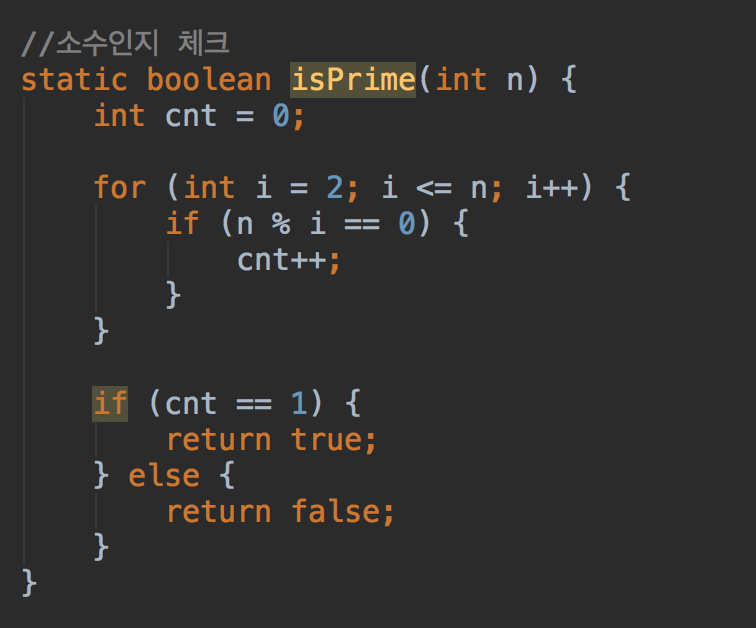 //소수인지 체크
static boolean isPrime(int n) {
    int cnt = 0;
    for (int i = 2; i <= n; i++) {
        if (n % i == 0) {
            cnt++;
        }
    }
    if (cnt == 1) {
        return true;
    } else {
        return false;
    }
}